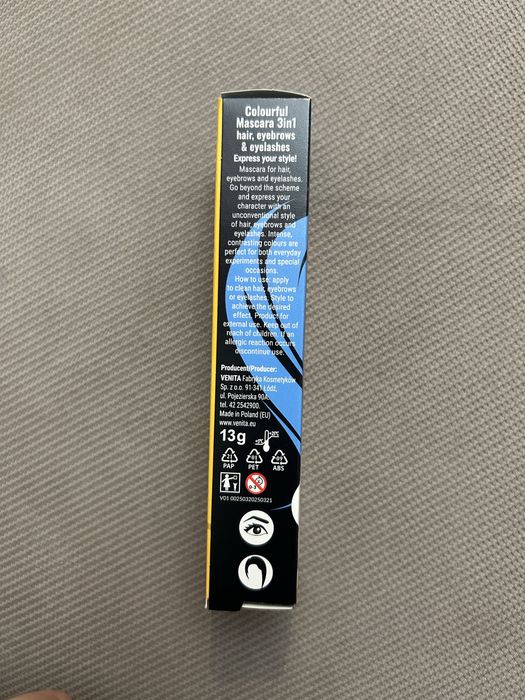 Colourful
Mascara 3in1
hair, eyebrows
& eyelashes
Express your style!
Mascara for hair,
eyebrows and eyelashes.
Go beyond the scheme
and express your
character with an
unconventional style
of hair, eyebrows and
eyelashes. Intense,
contrasting colours are
perfect for both everyday
experiments and special
occasions.
How to use: apply
to clean hair, eyebrows
or eyelashes. Style to
achieve the desired
effect. Product for
external use. Keep out of
reach of children. If an
allergic reaction occurs
discontinue use.
Producent/Producer:
VENITA Fabryka Kosmetyków
Sp. z o.o. 91-341 Łódź,
ul. Pojezierska 90A
tel. 42 2542900.
Made in Poland (EU)
www.venita.eu
13g
21 01 09
PAP PET ABS
V01 00250320250321